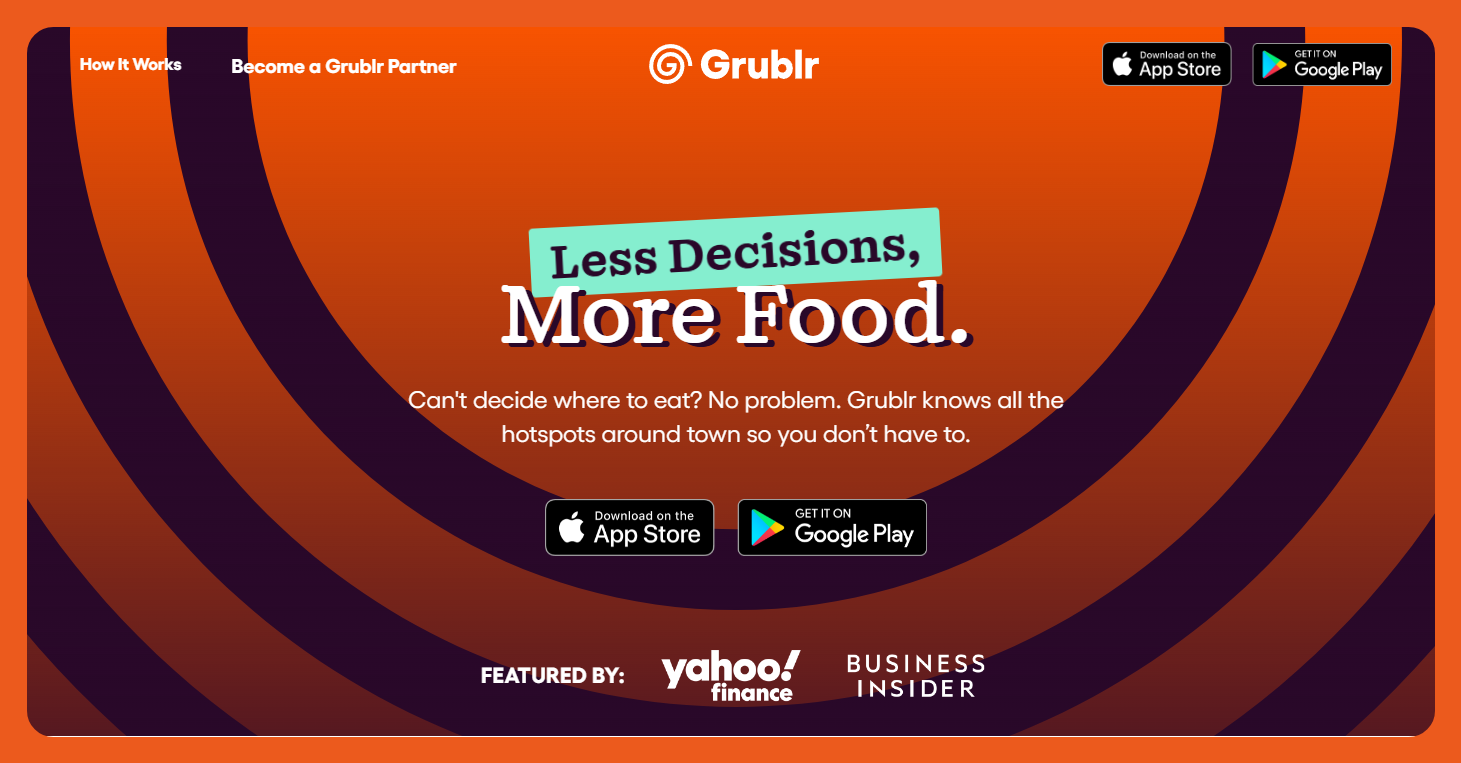 How It Works
Become a Grublr Partner
Grublr
Download on the
App Store
GET IT ON
Google Play
Less Decisions,
More Food.
Can't decide where to eat? No problem. Grublr knows all the
hotspots around town so you don’t have to.
Download on the
App Store
GET IT ON
Google Play
FEATURED BY:
yahoo!
finance
BUSINESS
INSIDER